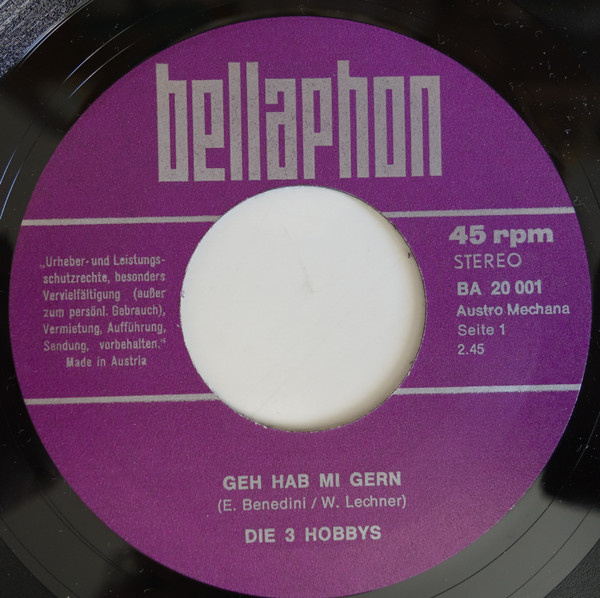 bellaphon
„Urheber- und Leistungs-
schutzrechte, besonders
Vervielfältigung (außer
zum persönl. Gebrauch),
Vermietung, Aufführung,
Sendung, vorbehalten.“
Made in Austria
45 rpm
STEREO
BA 20 001
Austro Mechana
Seite 1
2.45
GEH HAB MI GERN
(E. Benedini / W. Lechner)
DIE 3 HOBBYS